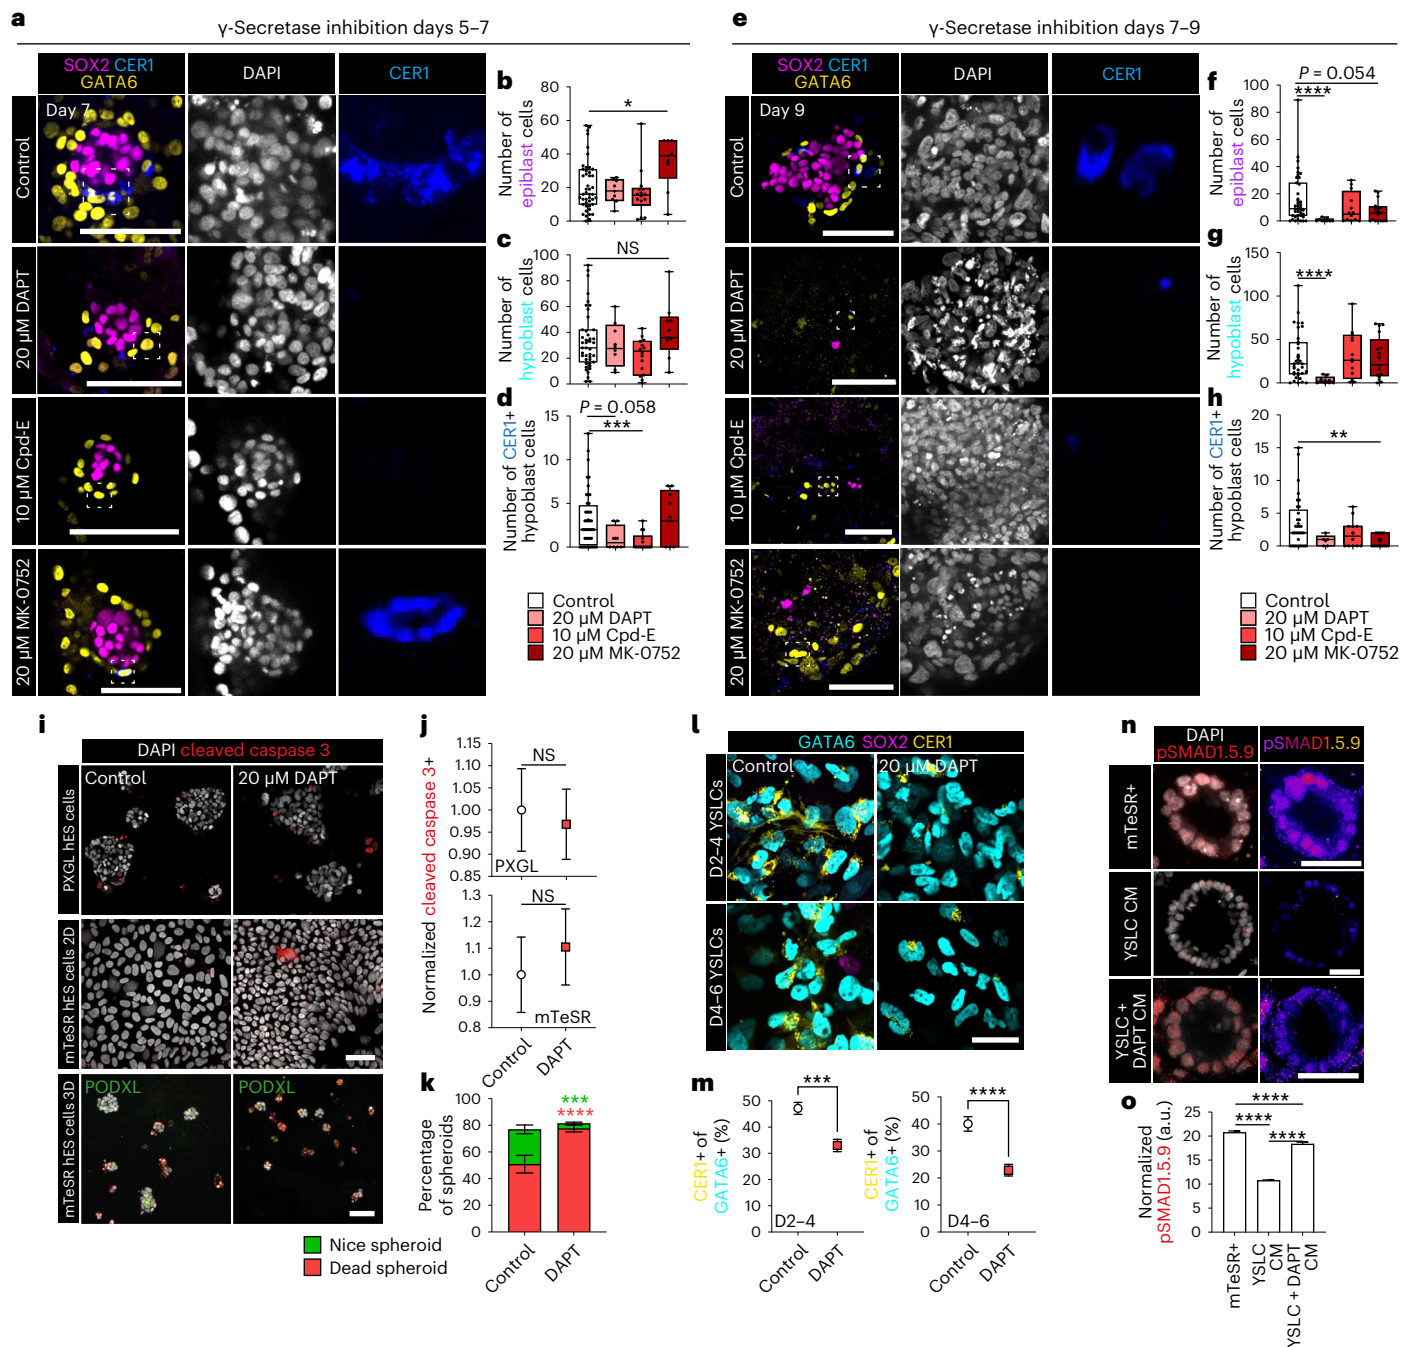 a
γ-Secretase inhibition days 5–7
SOX2 CER1
GATA6
DAPI
CER1
Day 7
Control
20 μM DAPT
10 μM Cpd-E
20 μM MK-0752
b
Number of
epiblast cells
80
60
40
20
0
*
c
Number of
hypoblast cells
100
80
60
40
20
0
NS
d
Number of CER1+
hypoblast cells
15
10
5
0
P = 0.058
***
Control
20 μM DAPT
10 μM Cpd-E
20 μM MK-0752
e
γ-Secretase inhibition days 7–9
SOX2 CER1
GATA6
DAPI
CER1
Day 9
Control
20 μM DAPT
10 μM Cpd-E
20 μM MK-0752
f
Number of
epiblast cells
100
80
60
40
20
0
P = 0.054
****
g
Number of
hypoblast cells
150
100
50
0
****
h
Number of CER1+
hypoblast cells
20
15
10
5
0
**
Control
20 μM DAPT
10 μM Cpd-E
20 μM MK-0752
i
DAPI cleaved caspase 3
Control
20 μM DAPT
PXGL hES cells
mTeSR hES cells 2D
mTeSR hES cells 3D
PODXL
PODXL
j
Normalized cleaved caspase 3+
1.15
1.10
1.05
1.00
0.95
0.90
0.85
NS
PXGL
1.3
1.2
1.1
1.0
0.9
0.8
NS
mTeSR
Control
DAPT
k
Percentage
of spheroids
100
80
60
40
20
0
***
****
Control
DAPT
Nice spheroid
Dead spheroid
l
GATA6 SOX2 CER1
Control
20 μM DAPT
D2–4 YSLCs
D4–6 YSLCs
m
CER1+ of
GATA6+ (%)
50
40
30
20
10
0
***
D2–4
Control
DAPT
CER1+ of
GATA6+ (%)
50
40
30
20
10
0
****
D4–6
Control
DAPT
n
DAPI
pSMAD1.5.9
pSMAD1.5.9
mTeSR+
YSLC CM
YSLC +
DAPT CM
o
Normalized
pSMAD1.5.9 (a.u.)
25
20
15
10
5
0
****
****
****
mTeSR+
YSLC
CM
YSLC + DAPT
CM